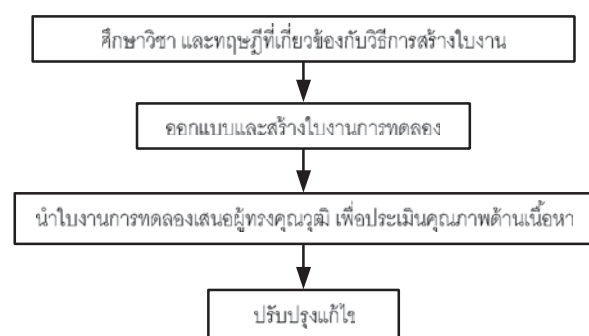 ศึกษาวิชา และทฤษฎีที่เกี่ยวข้องกับวิธีการสร้างใบงาน
ออกแบบและสร้างใบงานการทดลอง
นำใบงานการทดลองเสนอผู้ทรงคุณวุฒิ เพื่อประเมินคุณภาพด้านเนื้อหา
ปรับปรุงแก้ไข